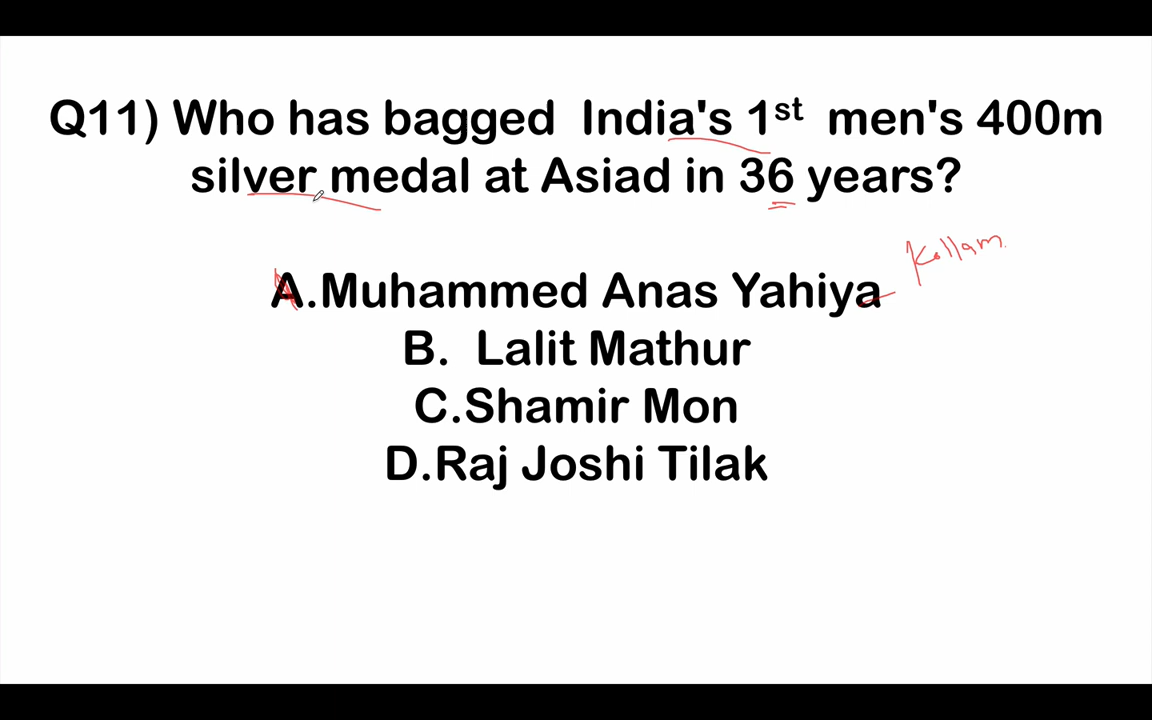 Q11) Who has bagged India's 1st men's 400m
silver medal at Asiad in 36 years?
Kollam
A.Muhammed Anas Yahiya
B. Lalit Mathur
C.Shamir Mon
D.Raj Joshi Tilak